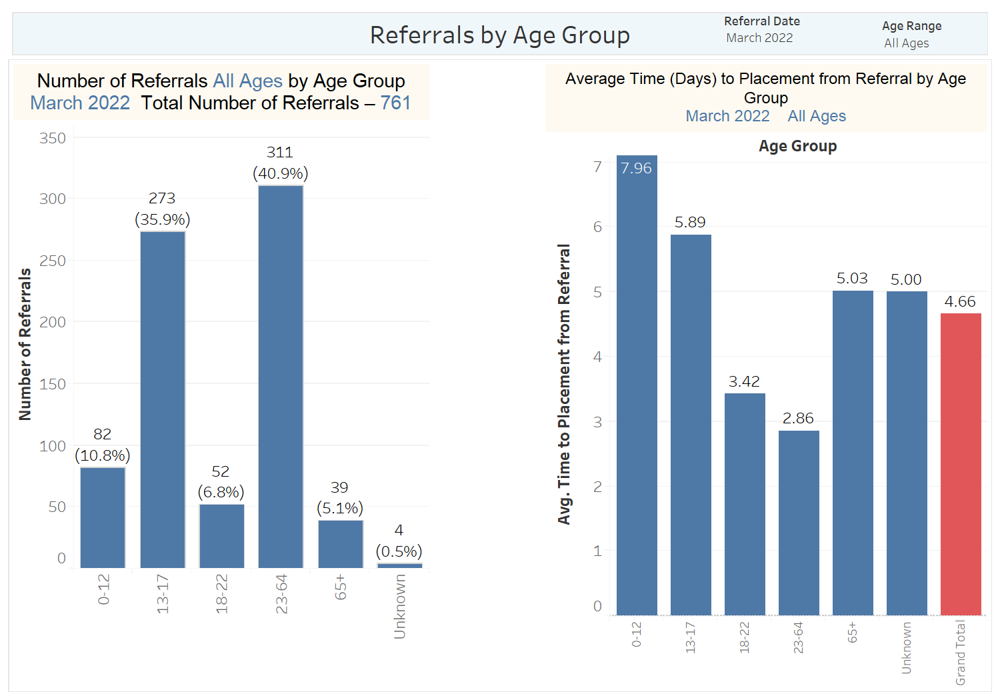 Referrals by Age Group
Referral Date
March 2022
Age Range
All Ages
Number of Referrals All Ages by Age Group
March 2022 Total Number of Referrals – 761
Number of Referrals
350
300
250
200
150
100
50
0
82
(10.8%)
273
(35.9%)
52
(6.8%)
311
(40.9%)
39
(5.1%)
4
(0.5%)
0-12
13-17
18-22
23-64
65+
Unknown
Average Time (Days) to Placement from Referral by Age
Group
March 2022 All Ages
Age Group
Avg. Time to Placement from Referral
7
6
5
4
3
2
1
0
7.96
5.89
3.42
2.86
5.03
5.00
4.66
0-12
13-17
18-22
23-64
65+
Unknown
Grand Total